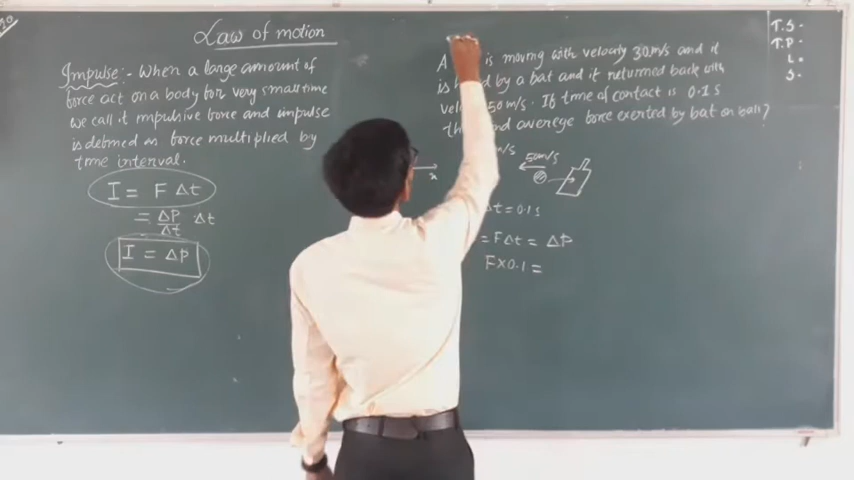 Law of motion
Impulse:- When a large amount of
force act on a body for very small time
we call it impulsive force and impulse
is defined as force multiplied by
time interval.
I = F Δt
= ΔP/Δt Δt
I = ΔP
A is moving with velocity 30m/s and it
is by a bat and it returned back with
50 m/s. If time of contact is 0.1 s
averege force exerted by bat on ball?
m/s
50m/s
x
Δt = 0.1 s
= FΔt = ΔP
F×0.1 =
T.S -
T.P -
L -
S -